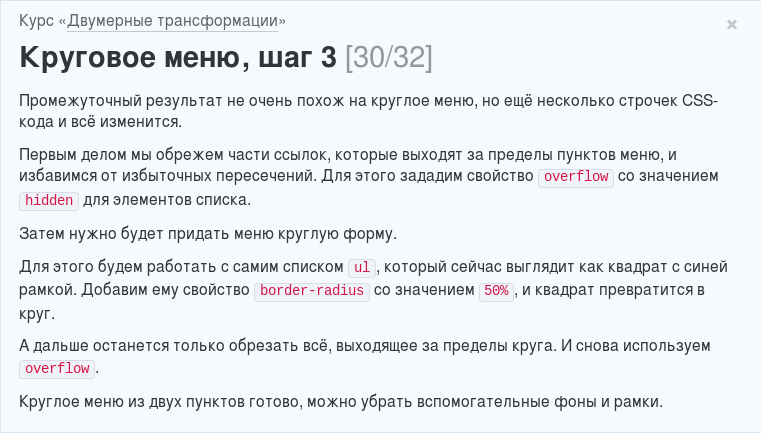 Курс «Двумерные трансформации»
×
Круговое меню, шаг 3 [30/32]
Промежуточный результат не очень похож на круглое меню, но ещё несколько строчек CSS-
кода и всё изменится.
Первым делом мы обрежем части ссылок, которые выходят за пределы пунктов меню, и
избавимся от избыточных пересечений. Для этого зададим свойство overflow со значением
hidden для элементов списка.
Затем нужно будет придать меню круглую форму.
Для этого будем работать с самим списком ul, который сейчас выглядит как квадрат с синей
рамкой. Добавим ему свойство border-radius со значением 50%, и квадрат превратится в
круг.
А дальше останется только обрезать всё, выходящее за пределы круга. И снова используем
overflow.
Круглое меню из двух пунктов готово, можно убрать вспомогательные фоны и рамки.